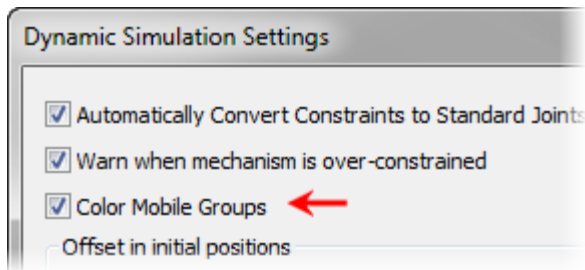 Dynamic Simulation Settings
Automatically Convert Constraints to Standard Joints
Warn when mechanism is over-constrained
Color Mobile Groups
Offset in initial positions